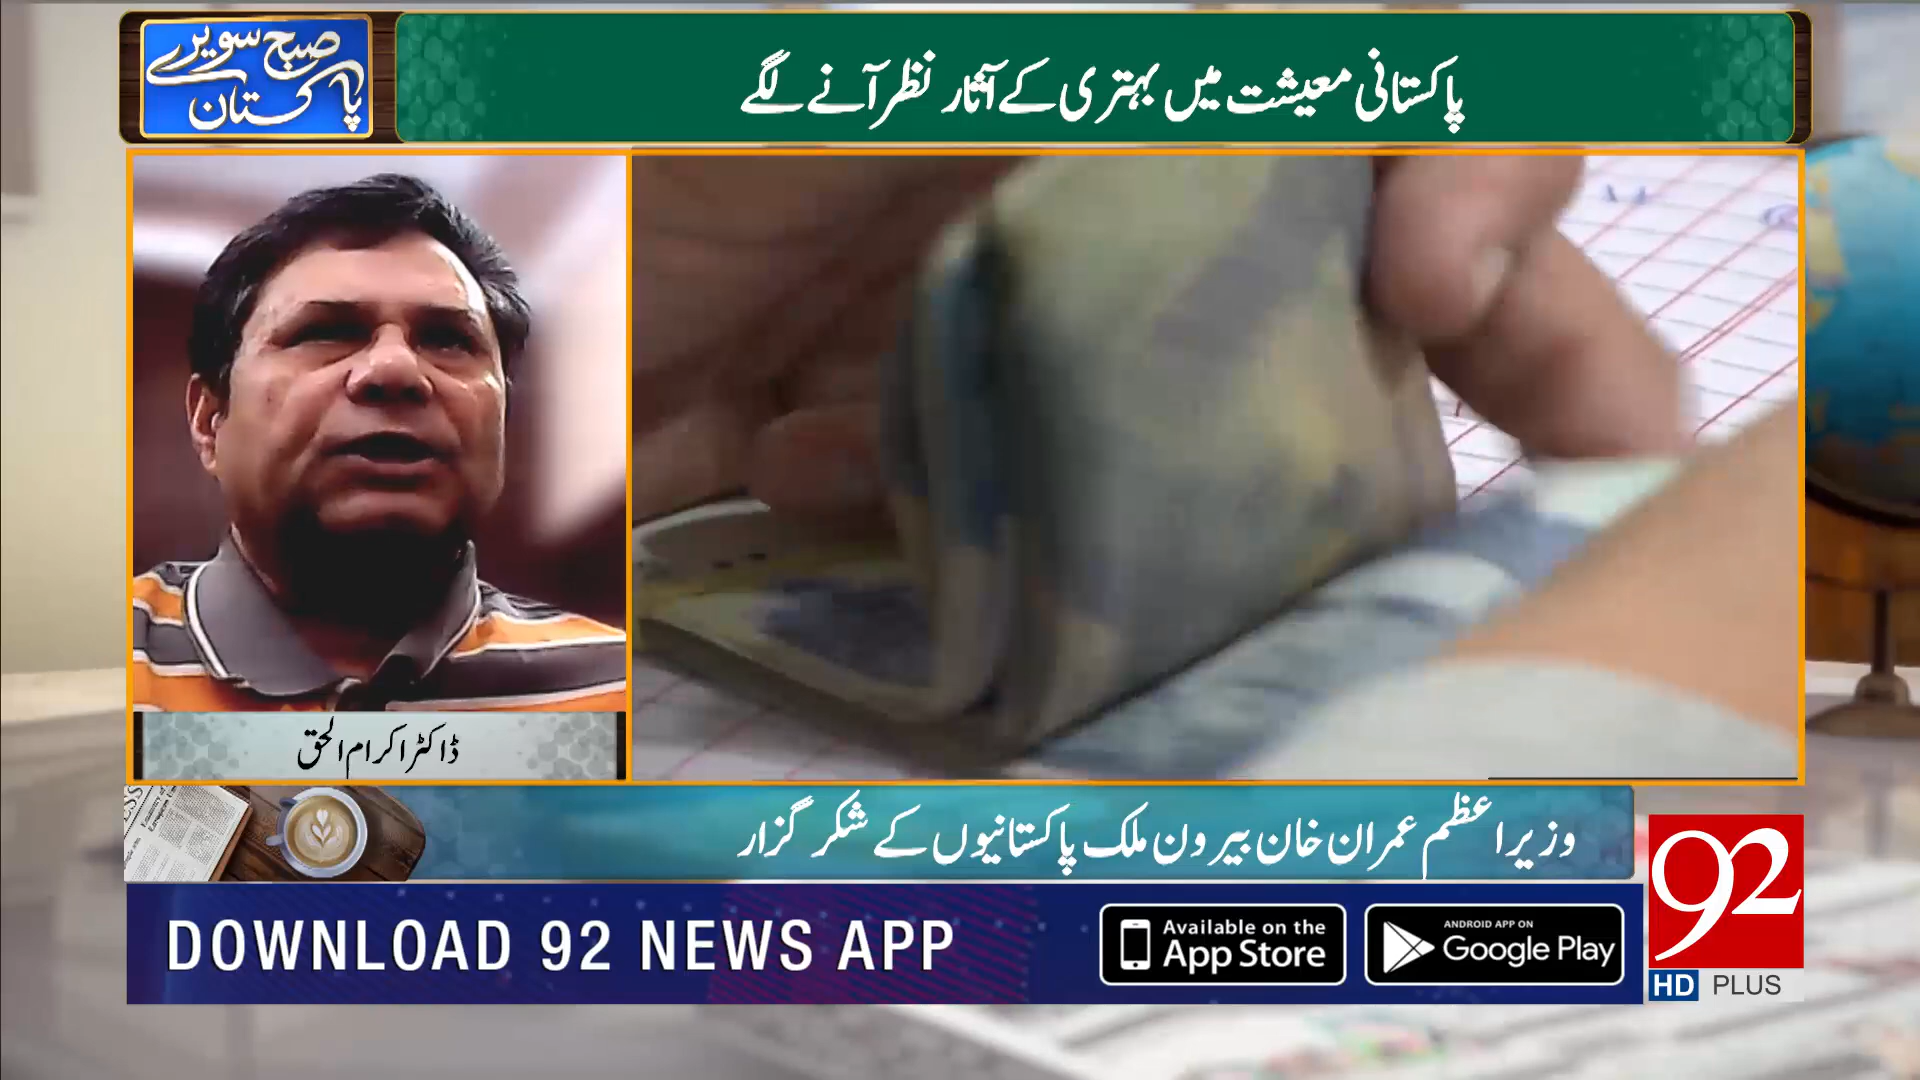 صبح سویرے
پاکستان
پاکستانی معیشت میں بہتری کے آثار نظر آنے لگے
ڈاکٹر اکرام الحق
وزیراعظم عمران خان بیرون ملک پاکستانیوں کے شکر گزار
DOWNLOAD 92 NEWS APP
Available on the
App Store
ANDROID APP ON
Google Play
92
HD PLUS